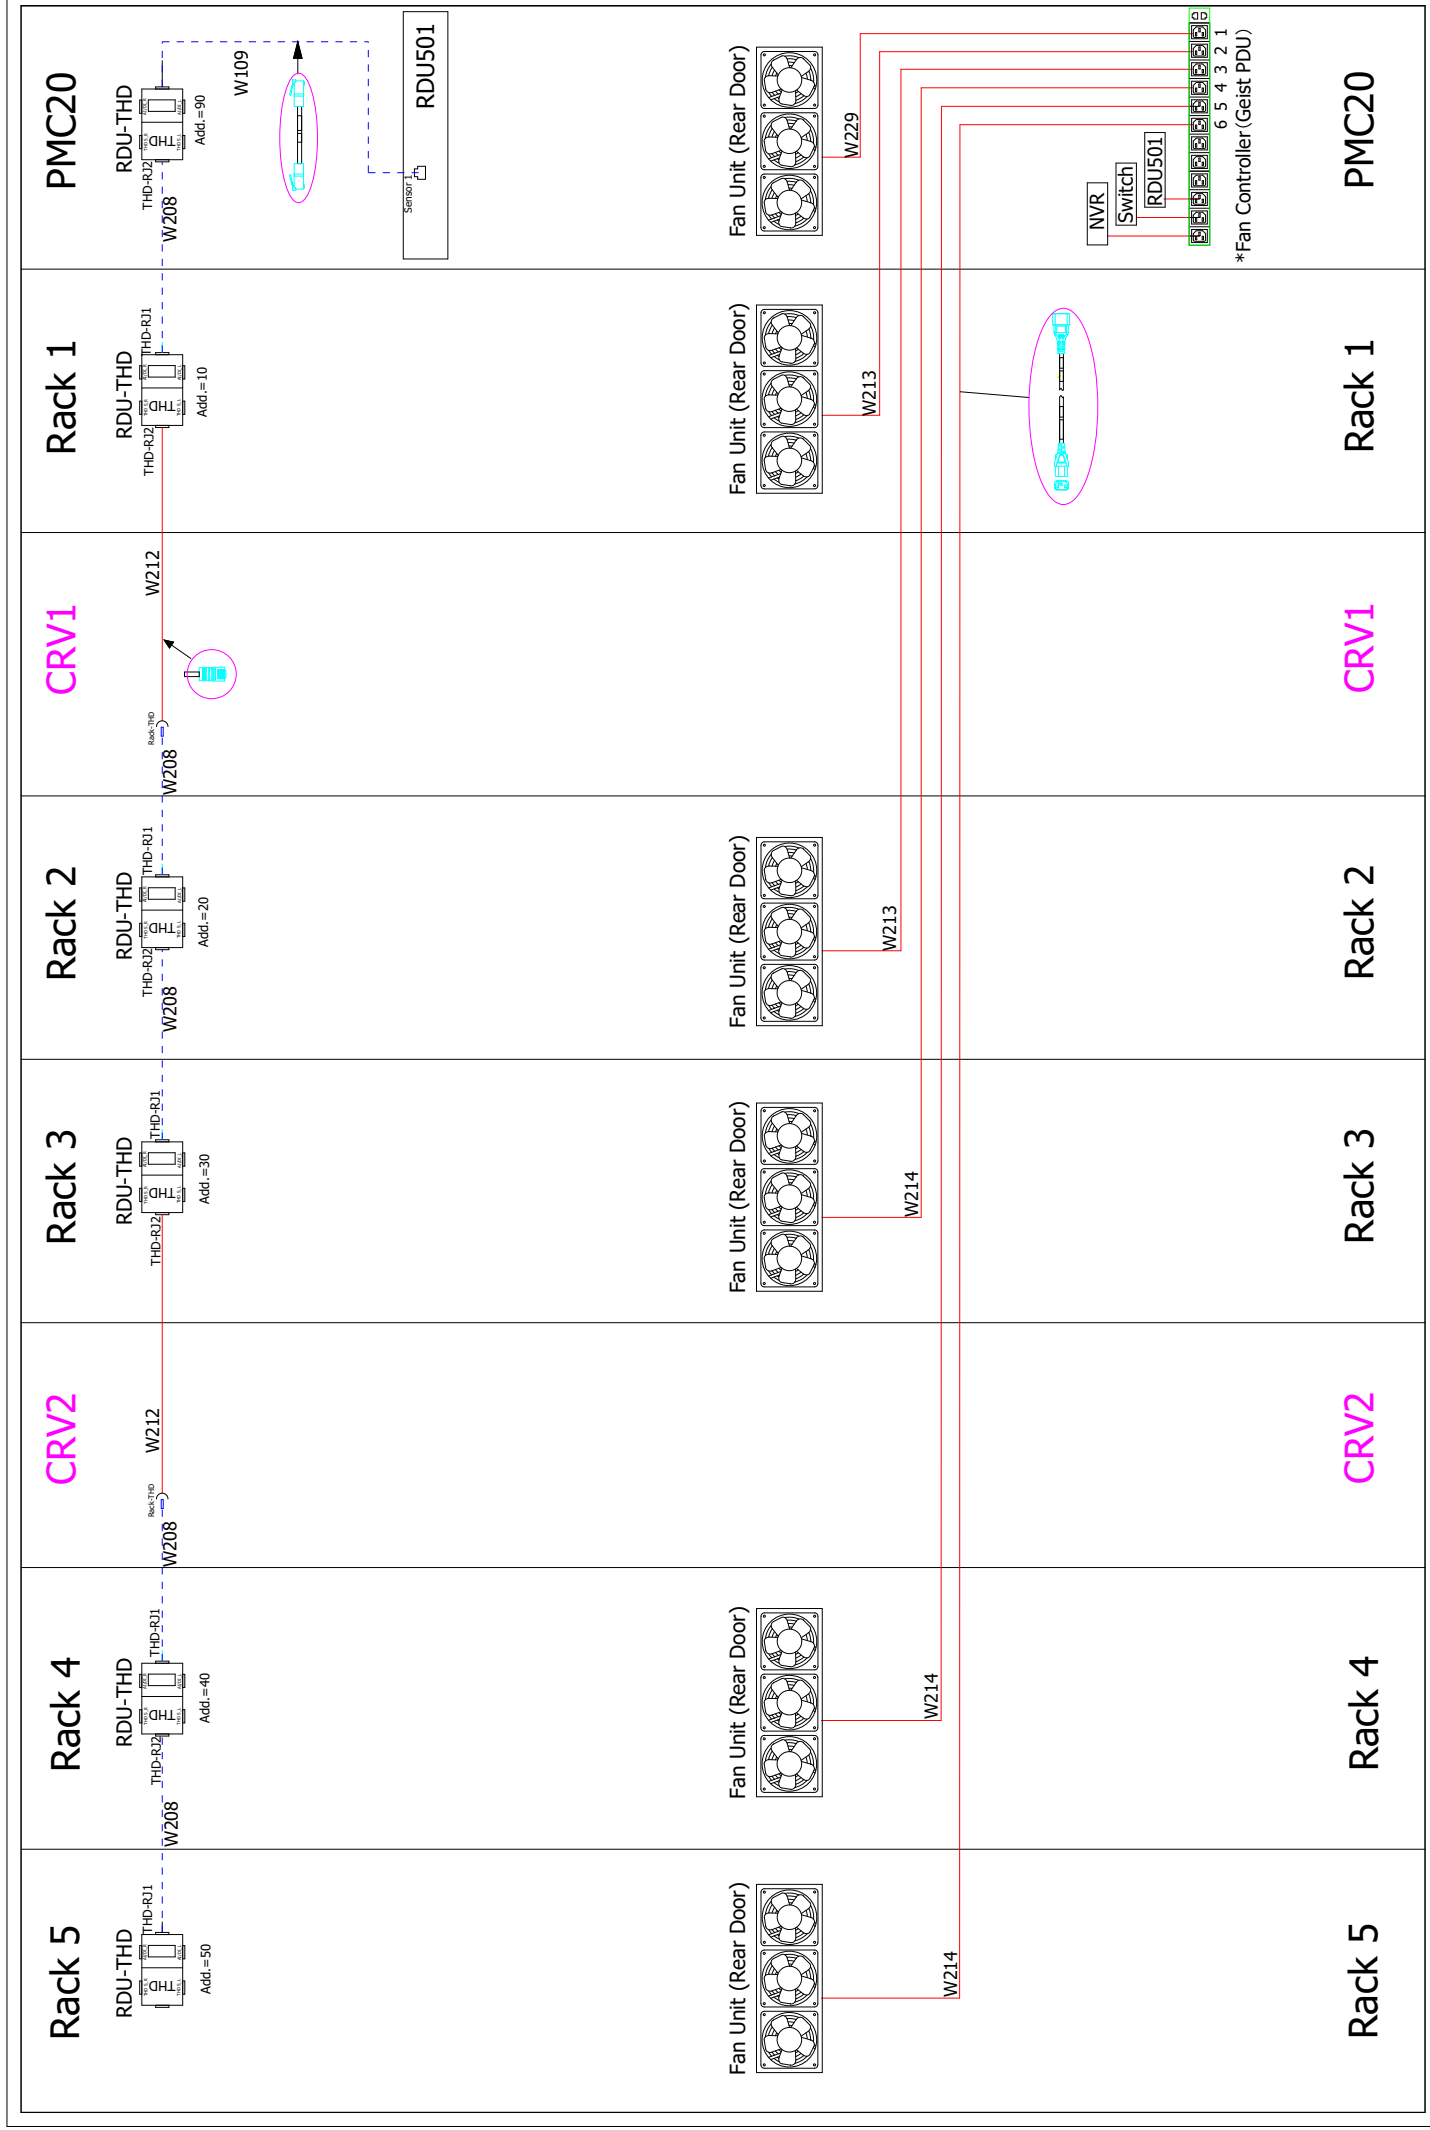 PMC20
RDU-THD
THD-RJ2
THD
Add.=90
W208
W109
Sensor 1
RDU501
Fan Unit (Rear Door)
W229
NVR
Switch
RDU501
1
2
3
4
5
6
*Fan Controller(Geist PDU)
PMC20
Rack 1
RDU-THD
THD-RJ1
THD-RJ2
THD
Add.=10
Fan Unit (Rear Door)
W213
Rack 1
CRV1
W212
Rack-THD
W208
CRV1
Rack 2
RDU-THD
THD-RJ1
THD-RJ2
THD
Add.=20
W208
Fan Unit (Rear Door)
W213
Rack 2
Rack 3
RDU-THD
THD-RJ1
THD-RJ2
THD
Add.=30
Fan Unit (Rear Door)
W214
Rack 3
CRV2
W212
Rack-THD
W208
CRV2
Rack 4
RDU-THD
THD-RJ1
THD-RJ2
THD
Add.=40
W208
Fan Unit (Rear Door)
W214
Rack 4
Rack 5
RDU-THD
THD-RJ1
THD
Add.=50
Fan Unit (Rear Door)
W214
Rack 5